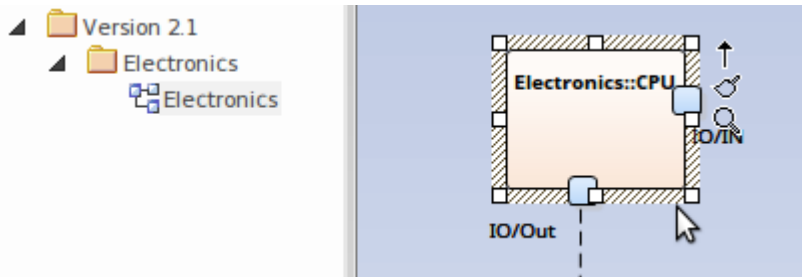 Version 2.1
Electronics
Electronics
Electronics::CPU
IO/IN
IO/Out